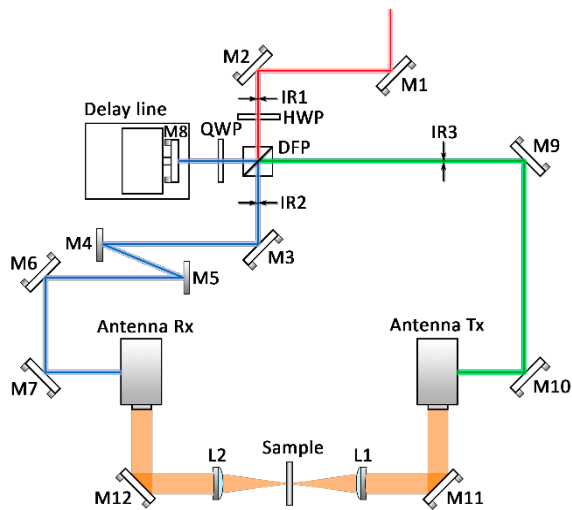 M2
M1
IR1
HWP
Delay line
M8
QWP
DFP
IR3
M9
IR2
M4
M3
M6
M5
Antenna Rx
Antenna Tx
M7
M10
L2
Sample
L1
M12
M11